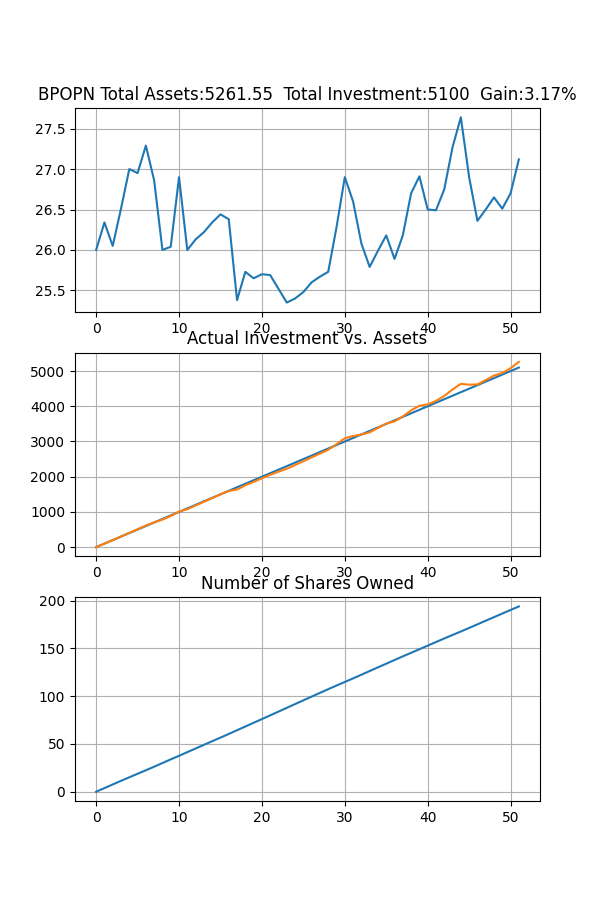 BPOPN Total Assets:5261.55  Total Investment:5100  Gain:3.17%
27.5
27.0
26.5
26.0
25.5
0 10 20 30 40 50
Actual Investment vs. Assets
5000
4000
3000
2000
1000
0
0 10 20 30 40 50
Number of Shares Owned
200
150
100
50
0
0 10 20 30 40 50